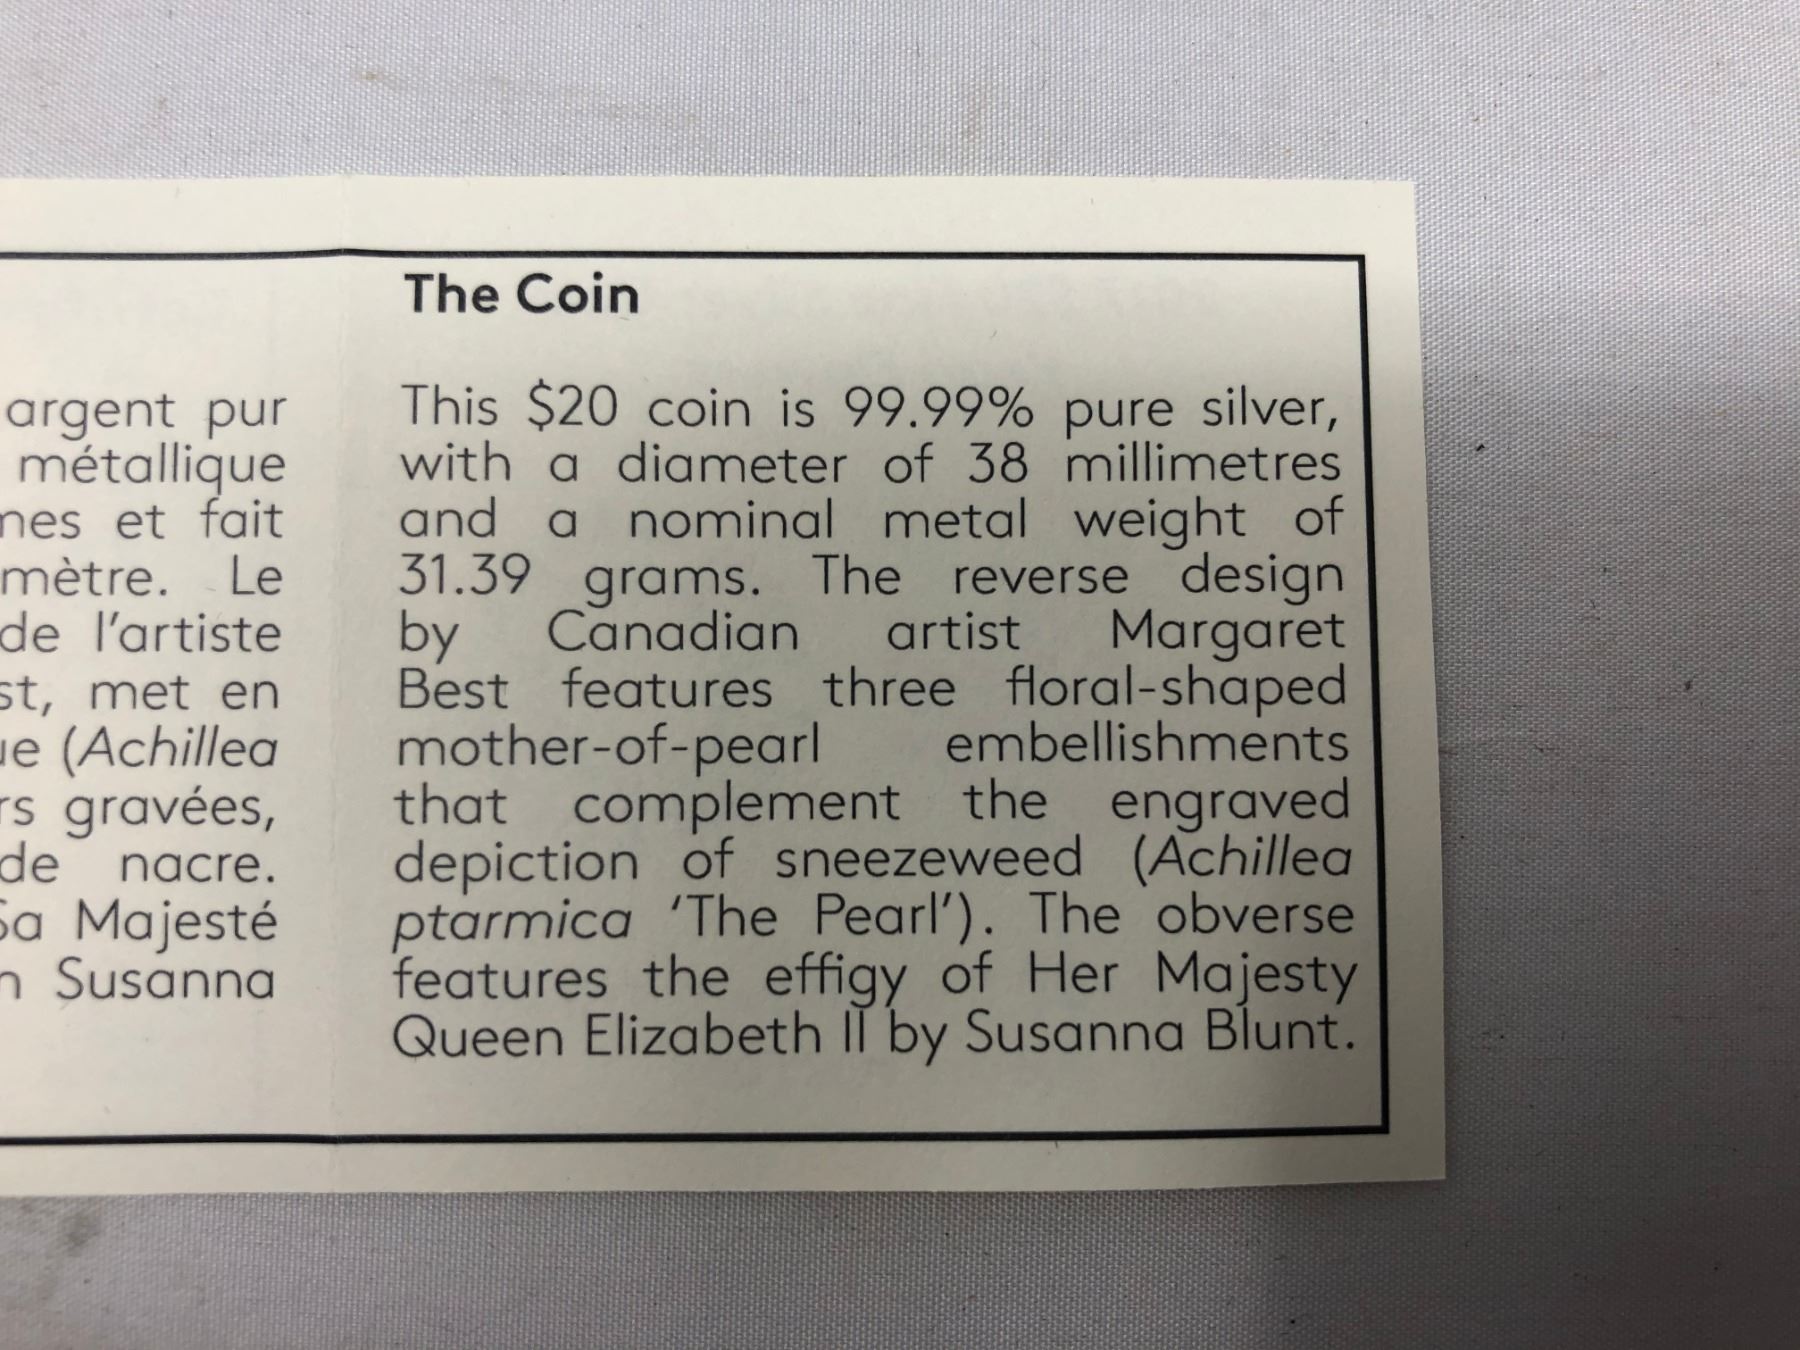 argent pur
métallique
et fait
mètre. Le
de l'artiste
met en
(Achillea
gravées,
de nacre.
Sa Majesté
Susanna
The Coin
This $20 coin is 99.99% pure silver,
with a diameter of 38 millimetres
and a nominal metal weight of
31.39 grams. The reverse design
by Canadian artist Margaret
Best features three floral-shaped
mother-of-pearl embellishments
that complement the engraved
depiction of sneezeweed (Achillea
ptarmica 'The Pearl'). The obverse
features the effigy of Her Majesty
Queen Elizabeth II by Susanna Blunt.